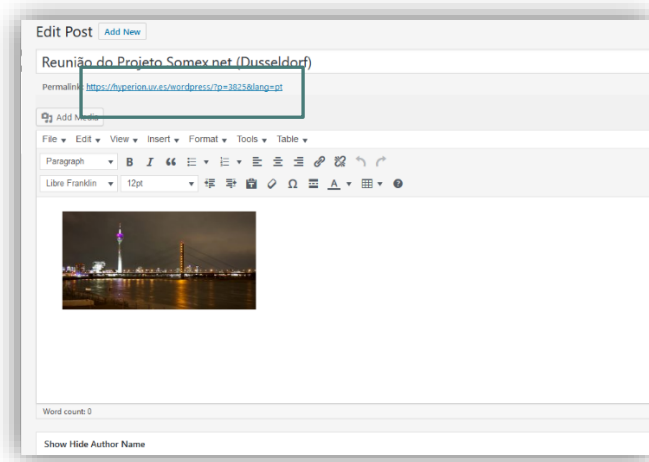 Edit Post Add New
Reunião do Projeto Somex.net (Dusseldorf)
Permalink: https://hyperion.uv.es/wordpress/?p=3825&lang=pt
Add Media
File Edit View Insert Format Tools Table
Paragraph
Libre Franklin 12pt
Word count: 0
Show Hide Author Name